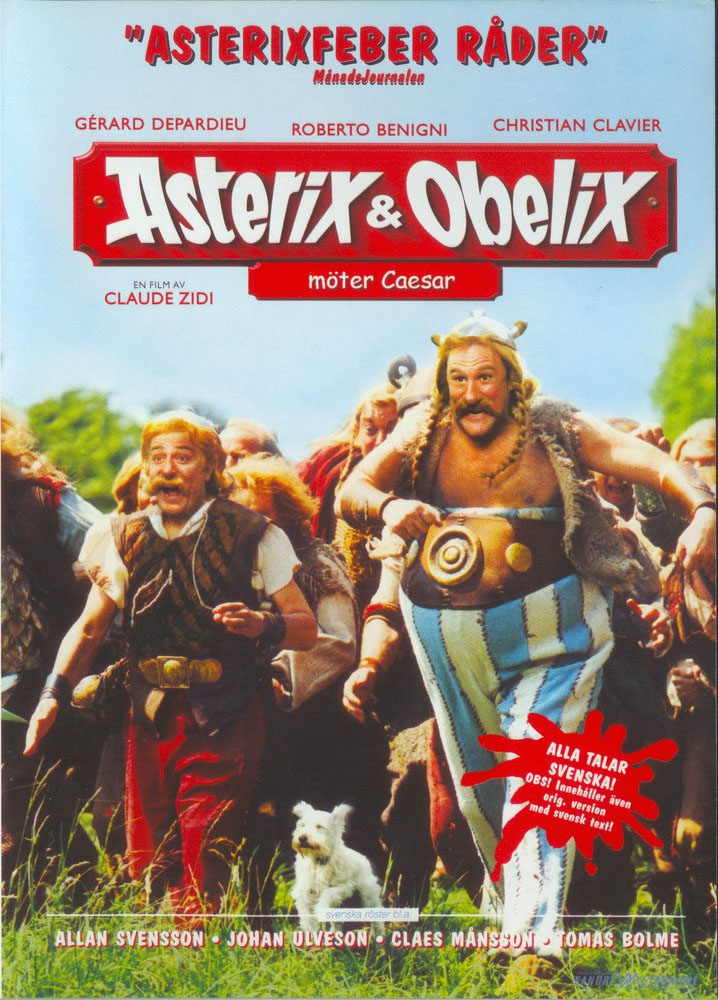 "ASTERIXFEBER RÅDER"
MånadsJournalen
GÉRARD DEPARDIEU ROBERTO BENIGNI CHRISTIAN CLAVIER
Asterix & Obelix
möter Caesar
EN FILM AV
CLAUDE ZIDI
ALLA TALAR
SVENSKA!
OBS! Innehåller även
orig. version
med svensk text!
svenska röster bl.a.
ALLAN SVENSSON • JOHAN ULVESON • CLAES MÅNSSON • TOMAS BOLME